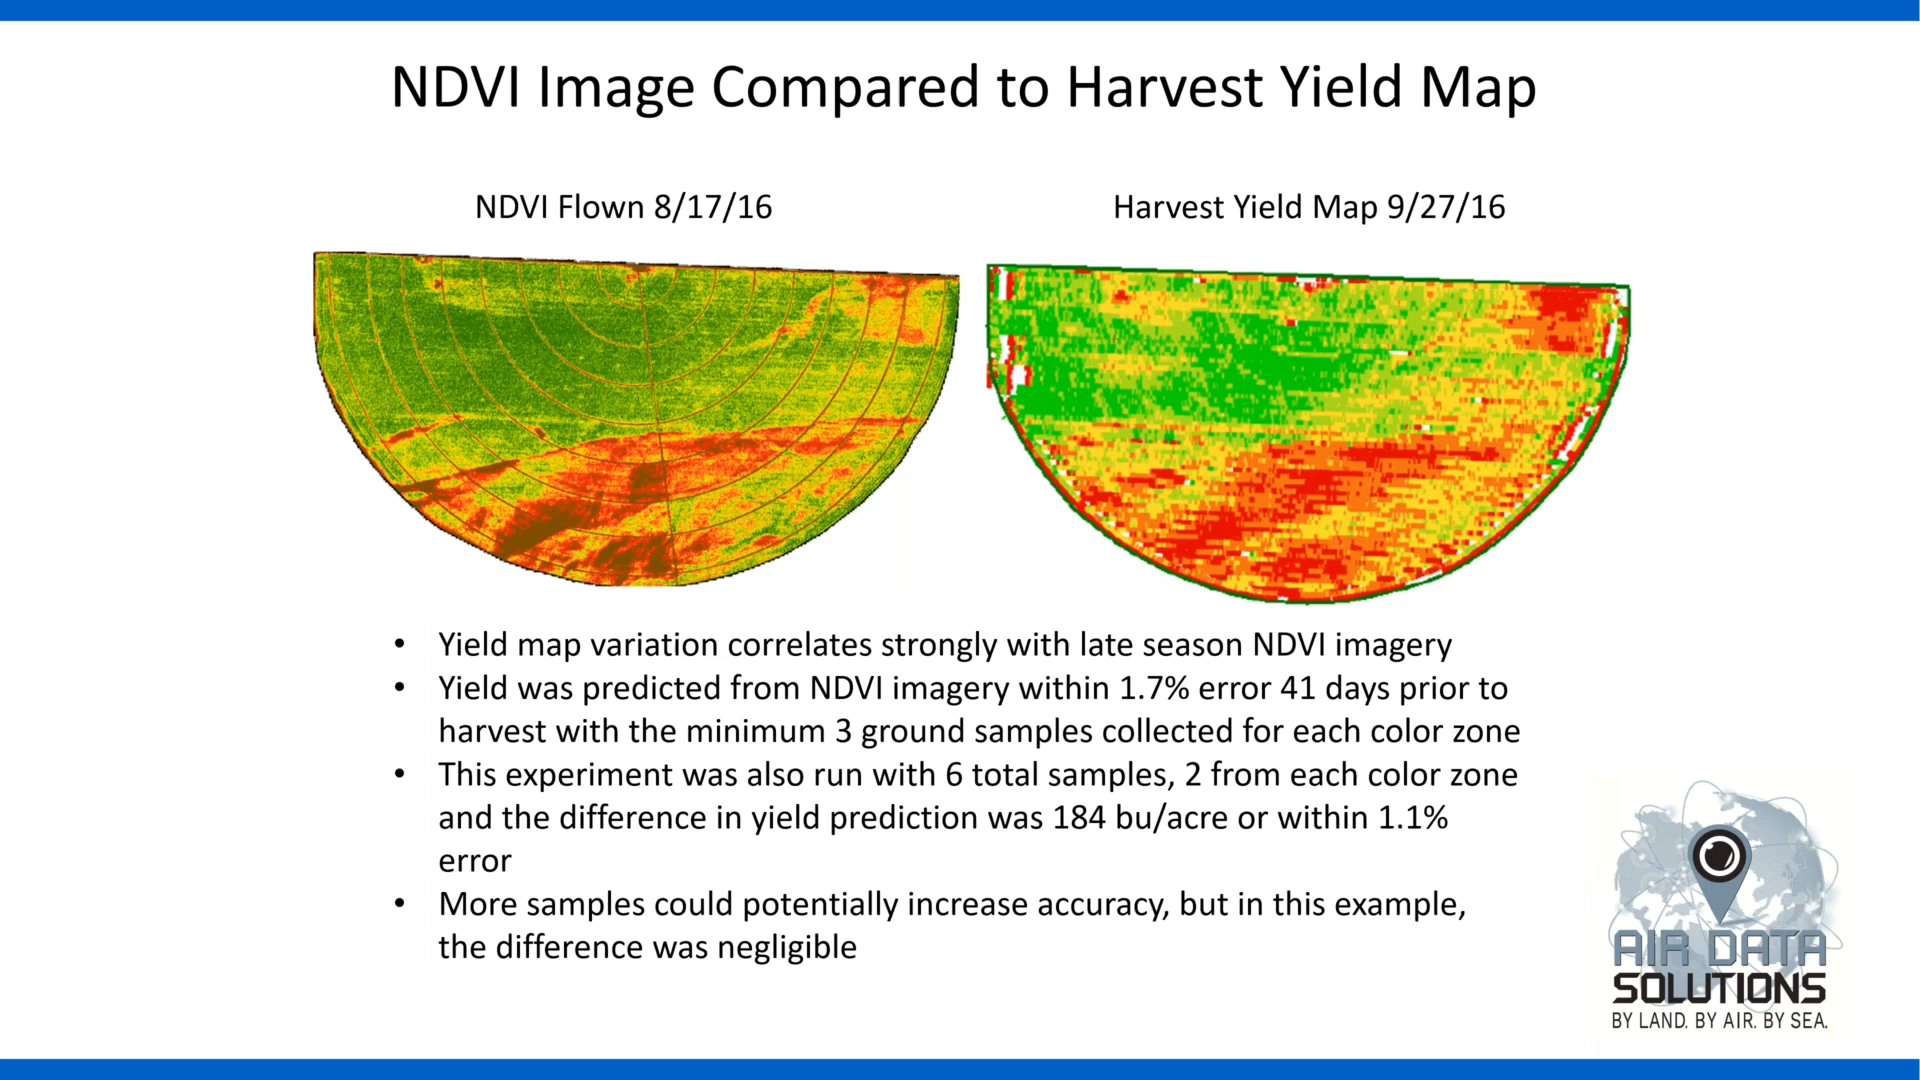 NDVI Image Compared to Harvest Yield Map
NDVI Flown 8/17/16
Harvest Yield Map 9/27/16
• Yield map variation correlates strongly with late season NDVI imagery
• Yield was predicted from NDVI imagery within 1.7% error 41 days prior to
harvest with the minimum 3 ground samples collected for each color zone
• This experiment was also run with 6 total samples, 2 from each color zone
and the difference in yield prediction was 184 bu/acre or within 1.1%
error
• More samples could potentially increase accuracy, but in this example,
the difference was negligible
AIR DATA
SOLUTIONS
BY LAND. BY AIR. BY SEA.